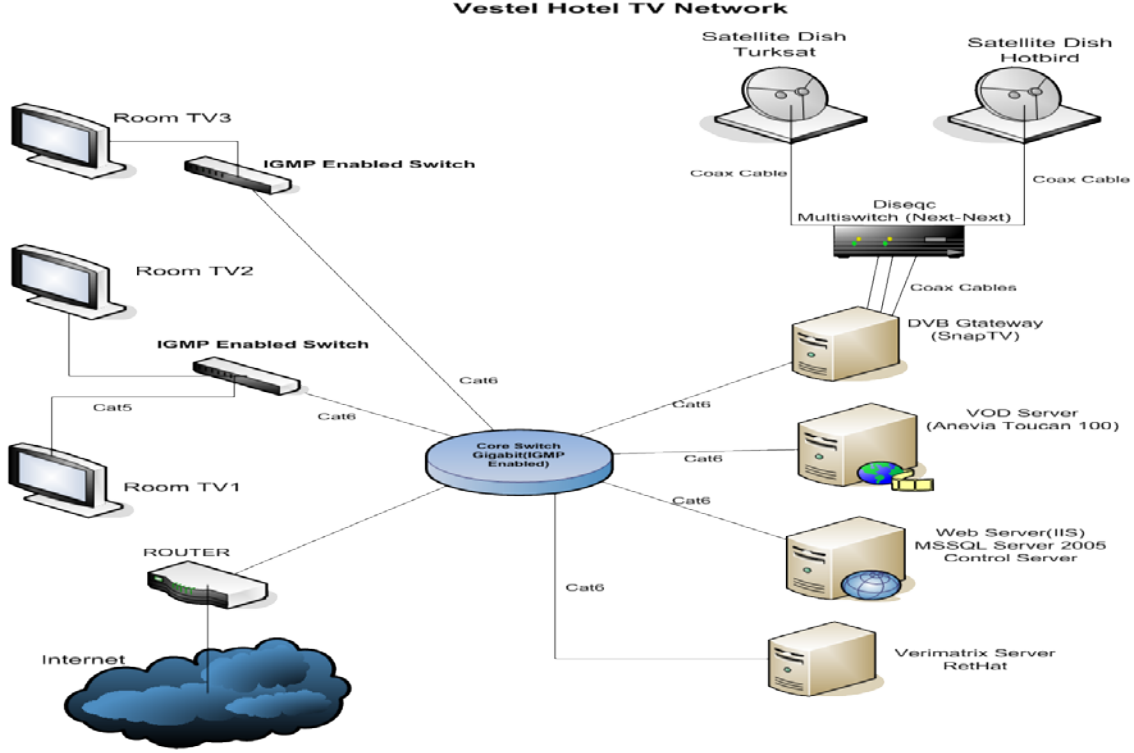 Vestel Hotel TV Network
Satellite Dish
Turksat
Satellite Dish
Hotbird
Room TV3
IGMP Enabled Switch
Coax Cable
Coax Cable
Diseqc
Multiswitch (Next-Next)
Room TV2
Coax Cables
DVB Gtateway
(SnapTV)
IGMP Enabled Switch
Cat6
Cat5
Cat6
Cat6
VOD Server
(Anevia Toucan 100)
Core Switch
Gigabit(IGMP
Enabled)
Cat6
Room TV1
Cat6
Web Server(IIS)
MSSQL Server 2005
Control Server
ROUTER
Cat6
Internet
Verimatrix Server
RetHat